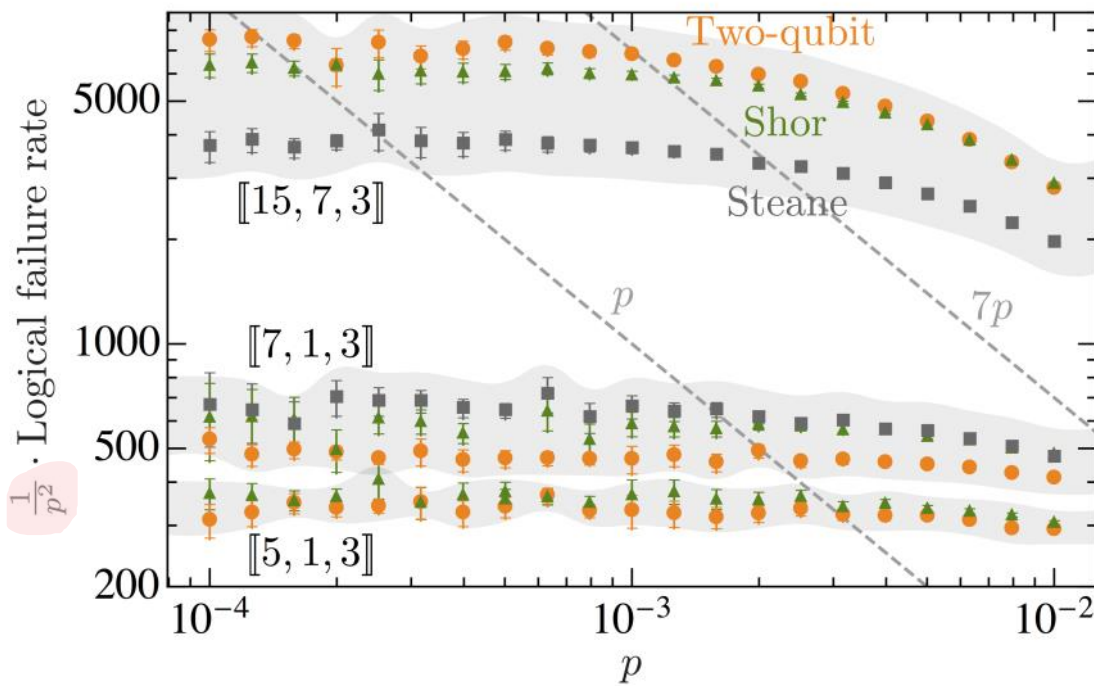 Two-qubit
5000
Shor
Steane
[[15, 7, 3]]
p
7p
1000
[[7, 1, 3]]
500
[[5, 1, 3]]
200
10⁻⁴
10⁻³
10⁻²
p
1/p² · Logical failure rate